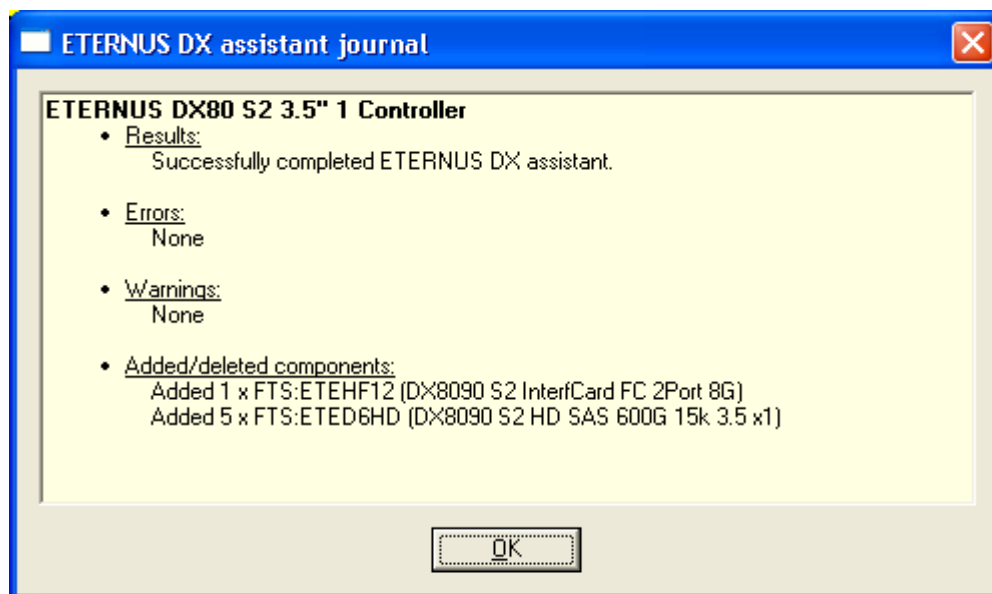 ETERNUS DX assistant journal
ETERNUS DX80 S2 3.5" 1 Controller
• Results:
Successfully completed ETERNUS DX assistant.
• Errors:
None
• Warnings:
None
• Added/deleted components:
Added 1 x FTS:ETEHF12 (DX8090 S2 InterfCard FC 2Port 8G)
Added 5 x FTS:ETED6HD (DX8090 S2 HD SAS 600G 15k 3.5 x1)
OK